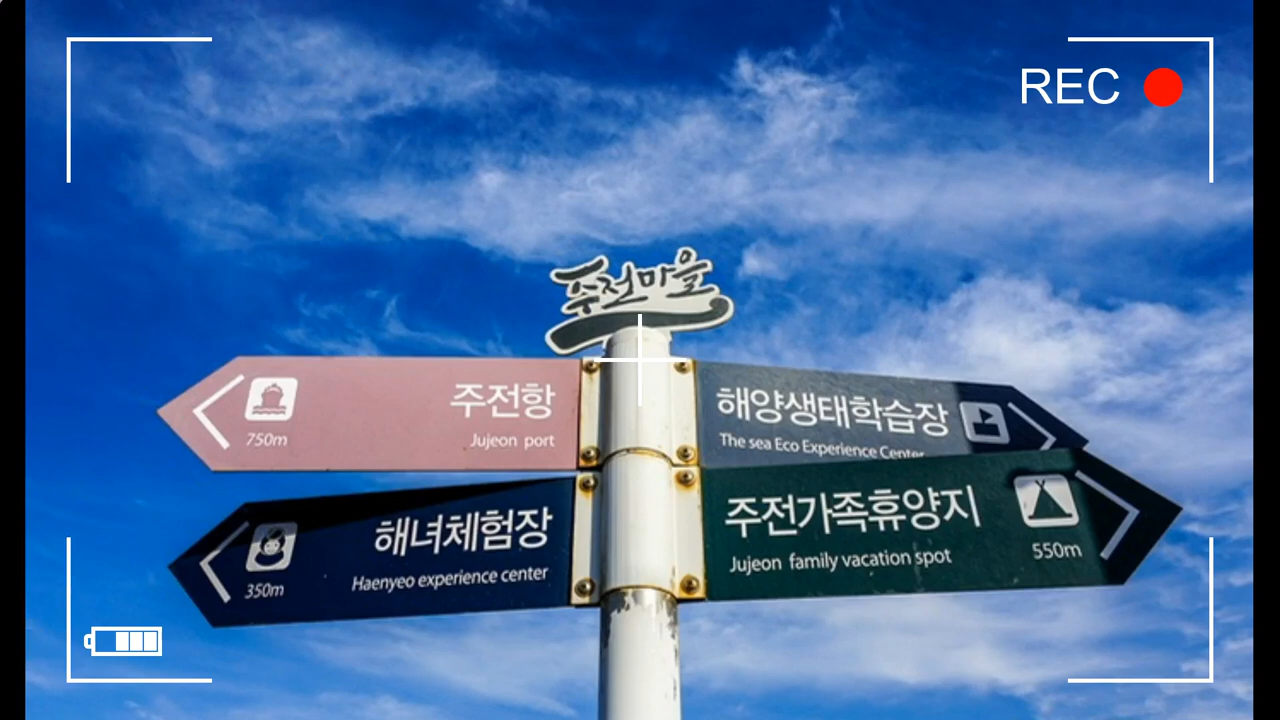 REC
주전마을
주전항
750m
Jujeon port
해양생태학습장
The sea Eco Experience Center
해녀체험장
350m
Haenyeo experience center
주전가족휴양지
Jujeon family vacation spot
550m